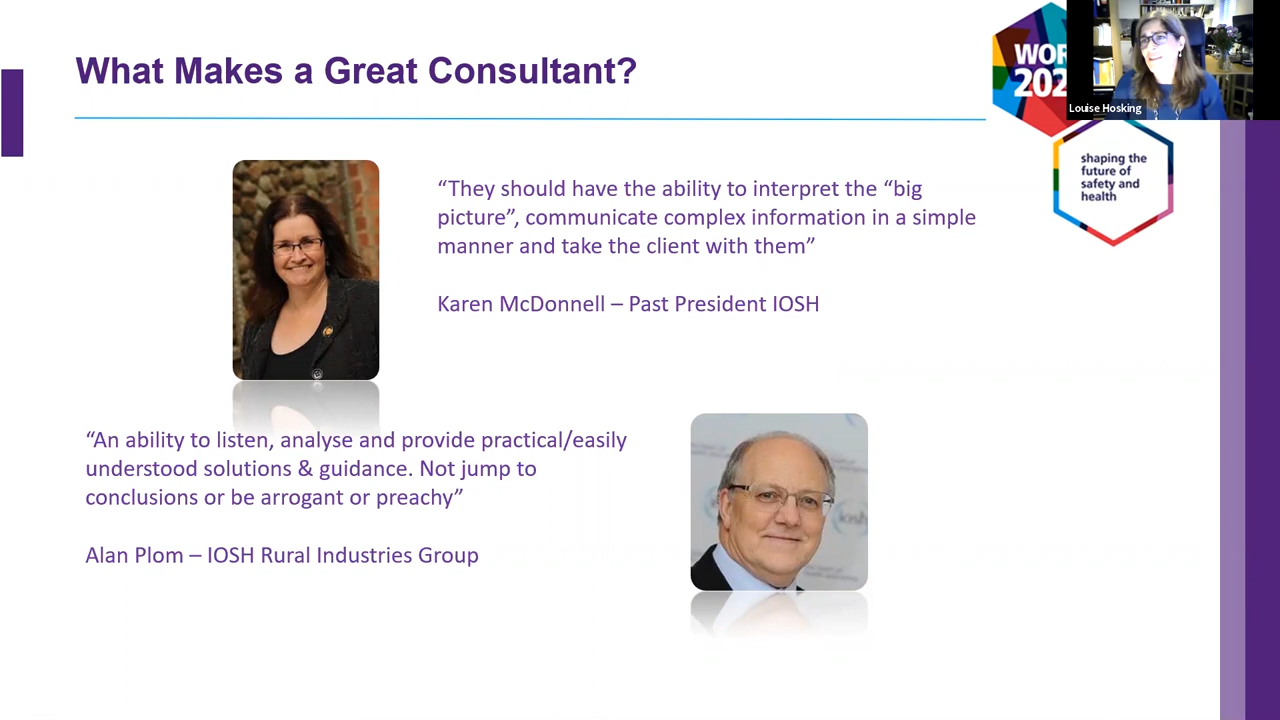 What Makes a Great Consultant?
WOR
202
Louise Hosking
shaping the
future of
safety and
health
“They should have the ability to interpret the “big
picture”, communicate complex information in a simple
manner and take the client with them”
Karen McDonnell – Past President IOSH
“An ability to listen, analyse and provide practical/easily
understood solutions & guidance. Not jump to
conclusions or be arrogant or preachy”
Alan Plom – IOSH Rural Industries Group